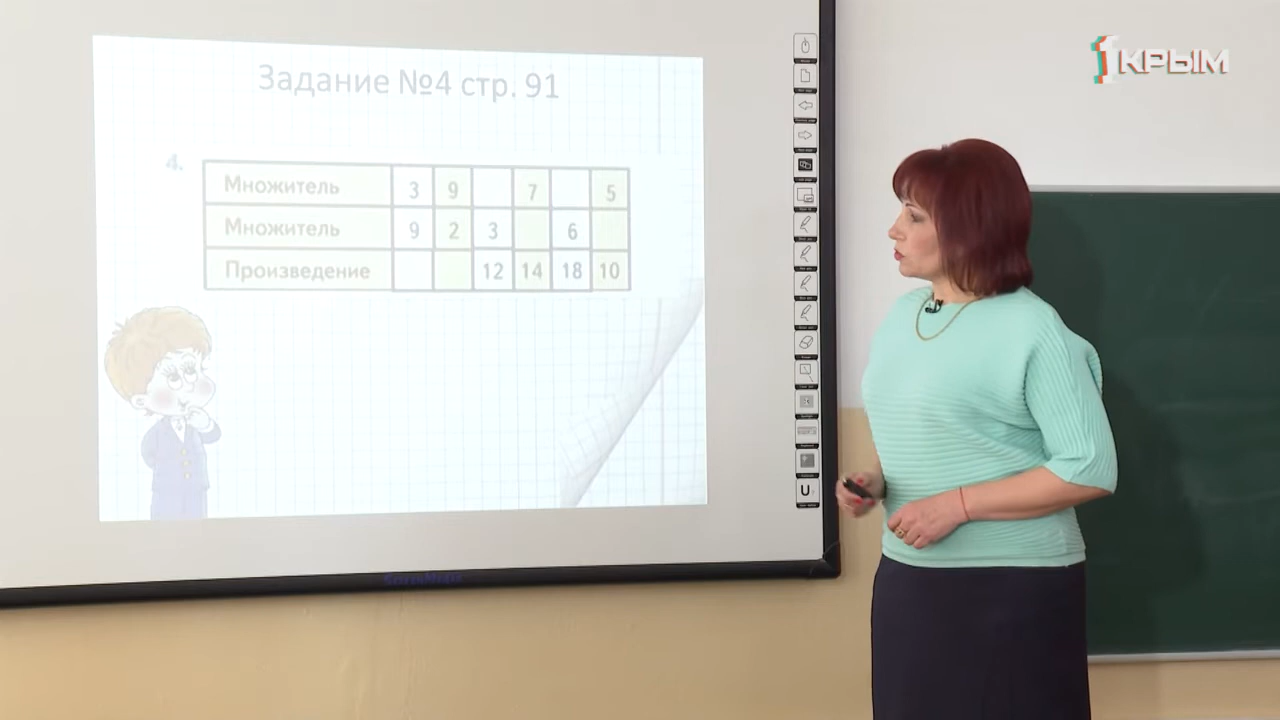 1 КРЫМ
Задание №4 стр. 91
4.
Множитель 3 9 7 5
Множитель 9 2 3 6
Произведение 12 14 18 10
U